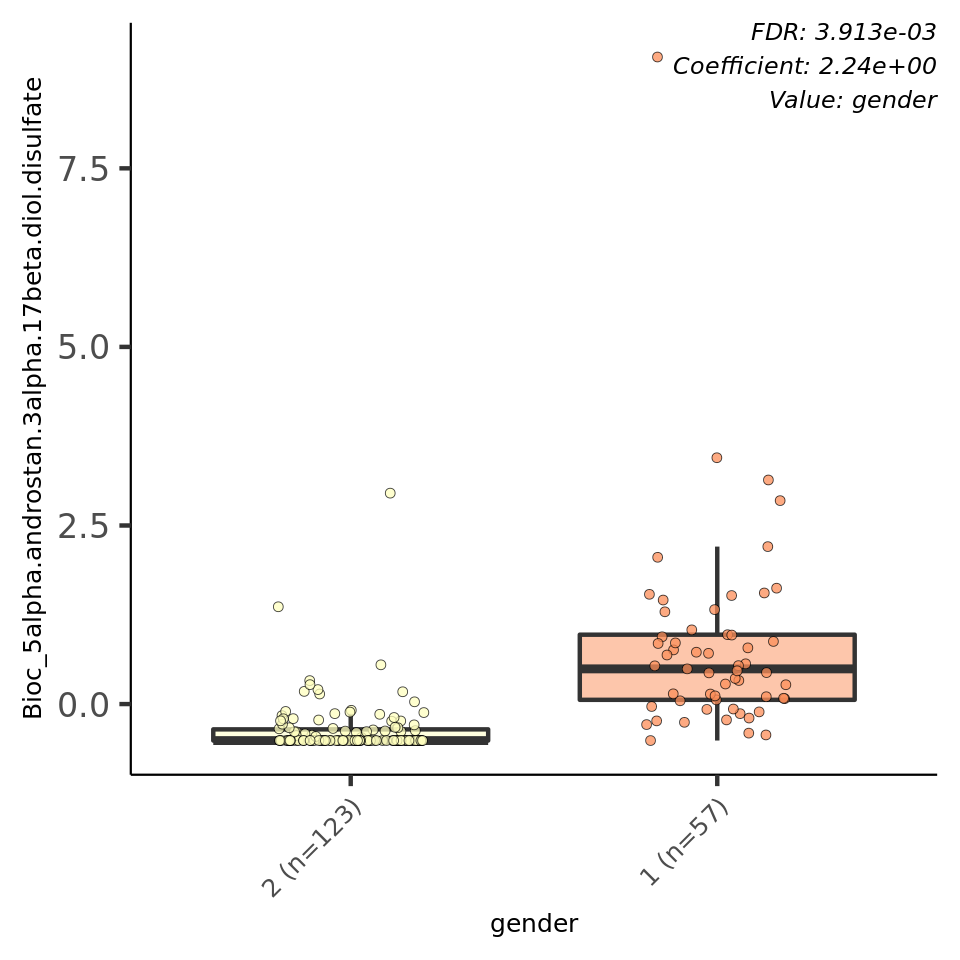 FDR: 3.913e-03
Coefficient: 2.24e+00
Value: gender
Bioc_5alpha.androstan.3alpha.17beta.diol.disulfate
7.5
5.0
2.5
0.0
2 (n=123)
1 (n=57)
gender